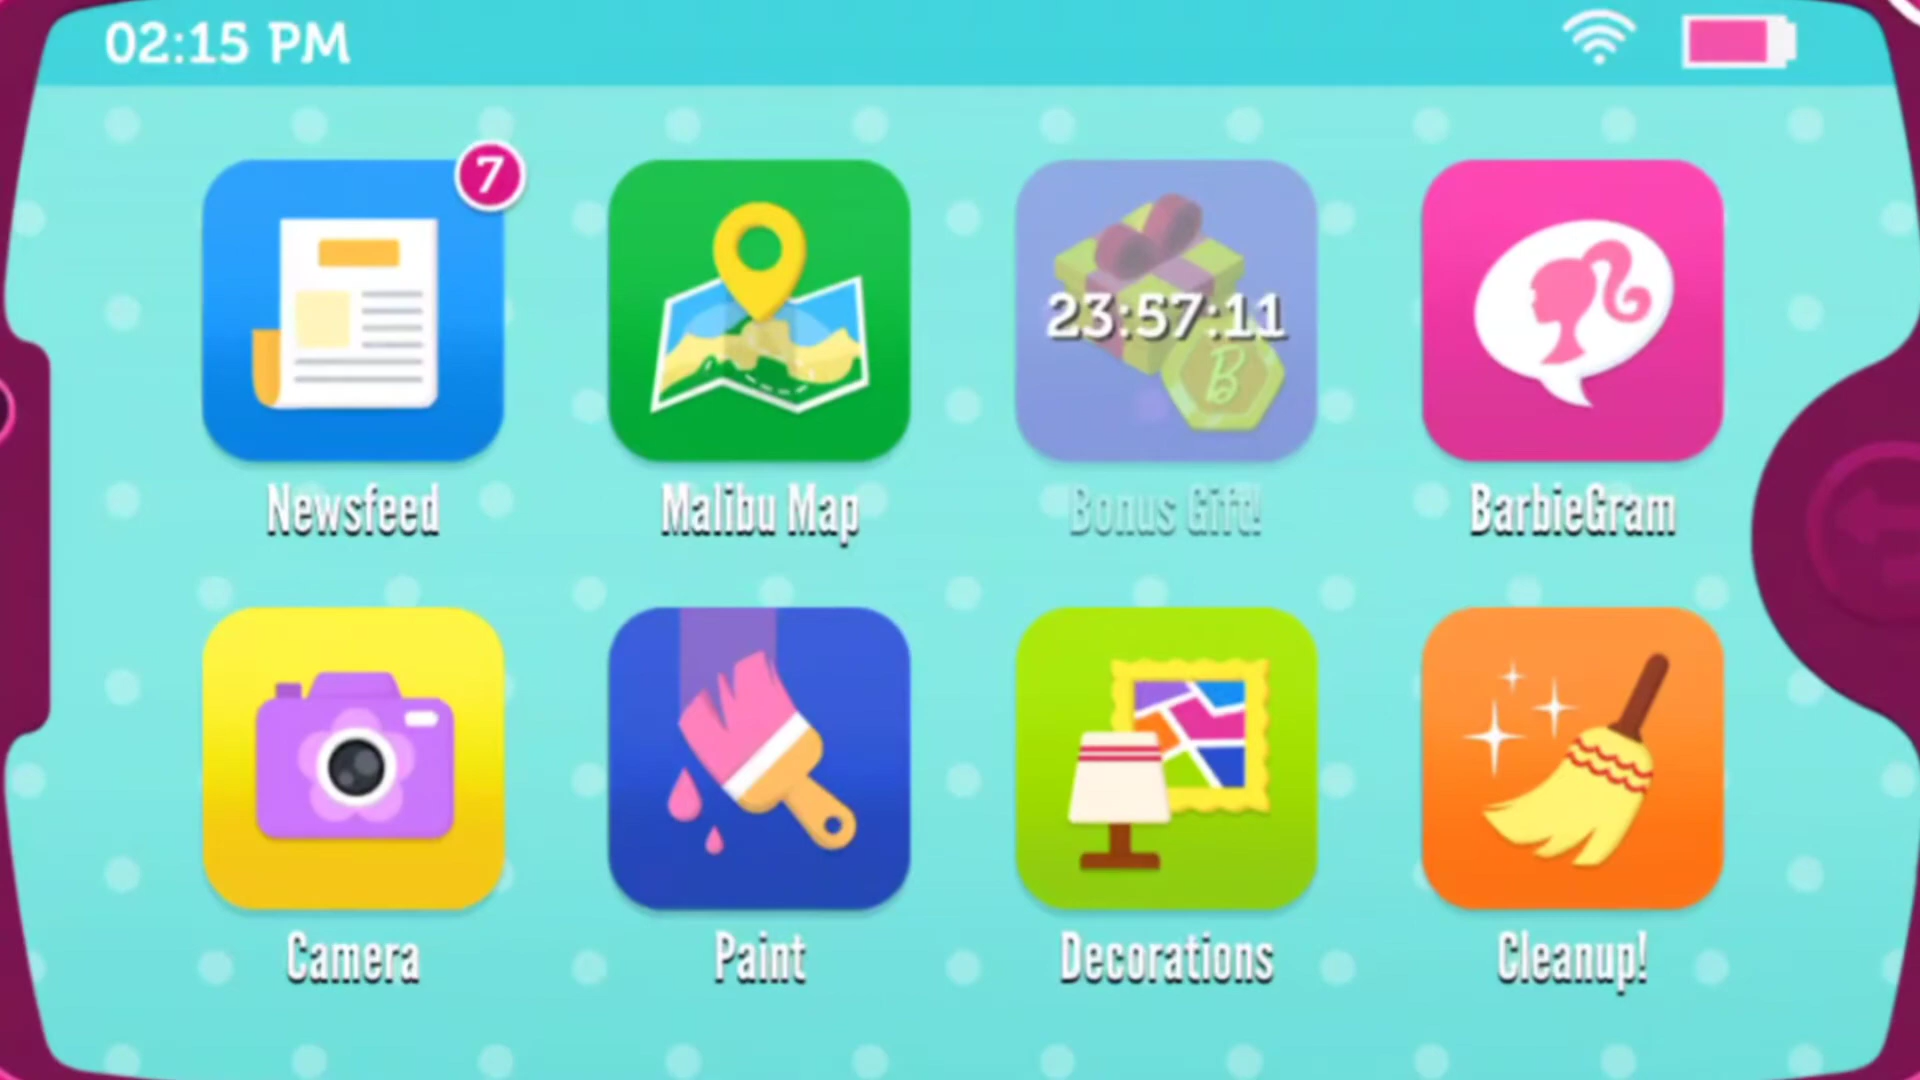 02:15 PM
7
23:57:11
B
Newsfeed
Malibu Map
Bonus Gift!
BarbieGram
Camera
Paint
Decorations
Cleanup!